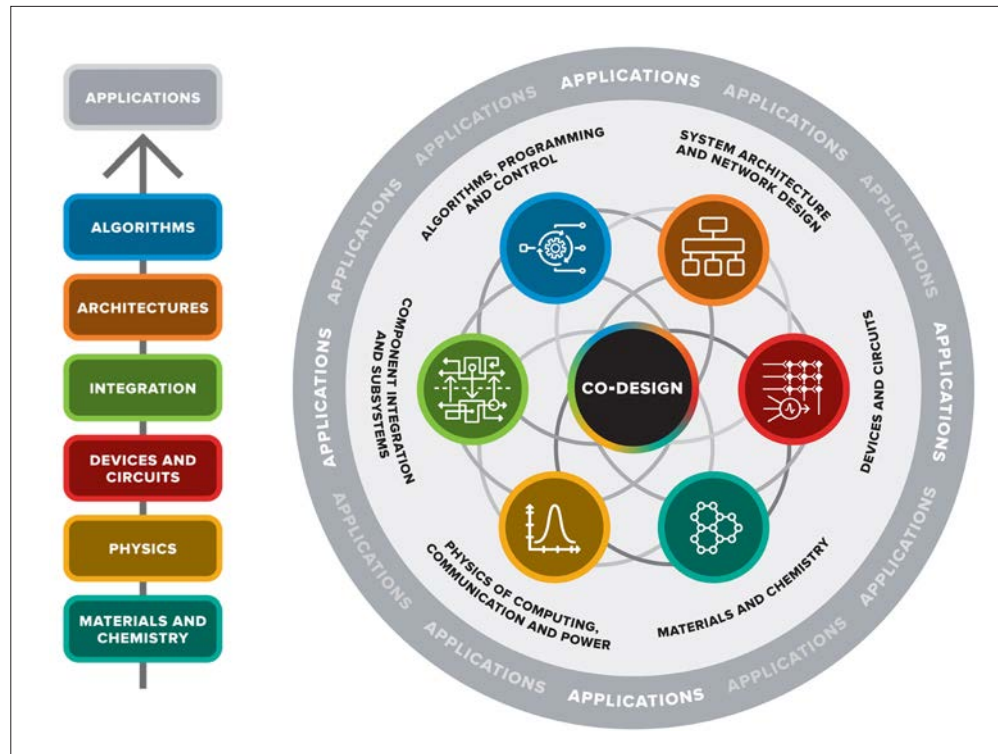 APPLICATIONS
ALGORITHMS
ARCHITECTURES
INTEGRATION
DEVICES AND
CIRCUITS
PHYSICS
MATERIALS AND
CHEMISTRY
APPLICATIONS
APPLICATIONS
APPLICATIONS
APPLICATIONS
APPLICATIONS
APPLICATIONS
APPLICATIONS
APPLICATIONS
APPLICATIONS
APPLICATIONS
APPLICATIONS
APPLICATIONS
ALGORITHMS, PROGRAMMING
AND CONTROL
SYSTEM ARCHITECTURE
AND NETWORK DESIGN
COMPONENT INTEGRATION
AND SUBSYSTEMS
CO-DESIGN
DEVICES AND CIRCUITS
PHYSICS OF COMPUTING,
COMMUNICATION AND POWER
MATERIALS AND CHEMISTRY